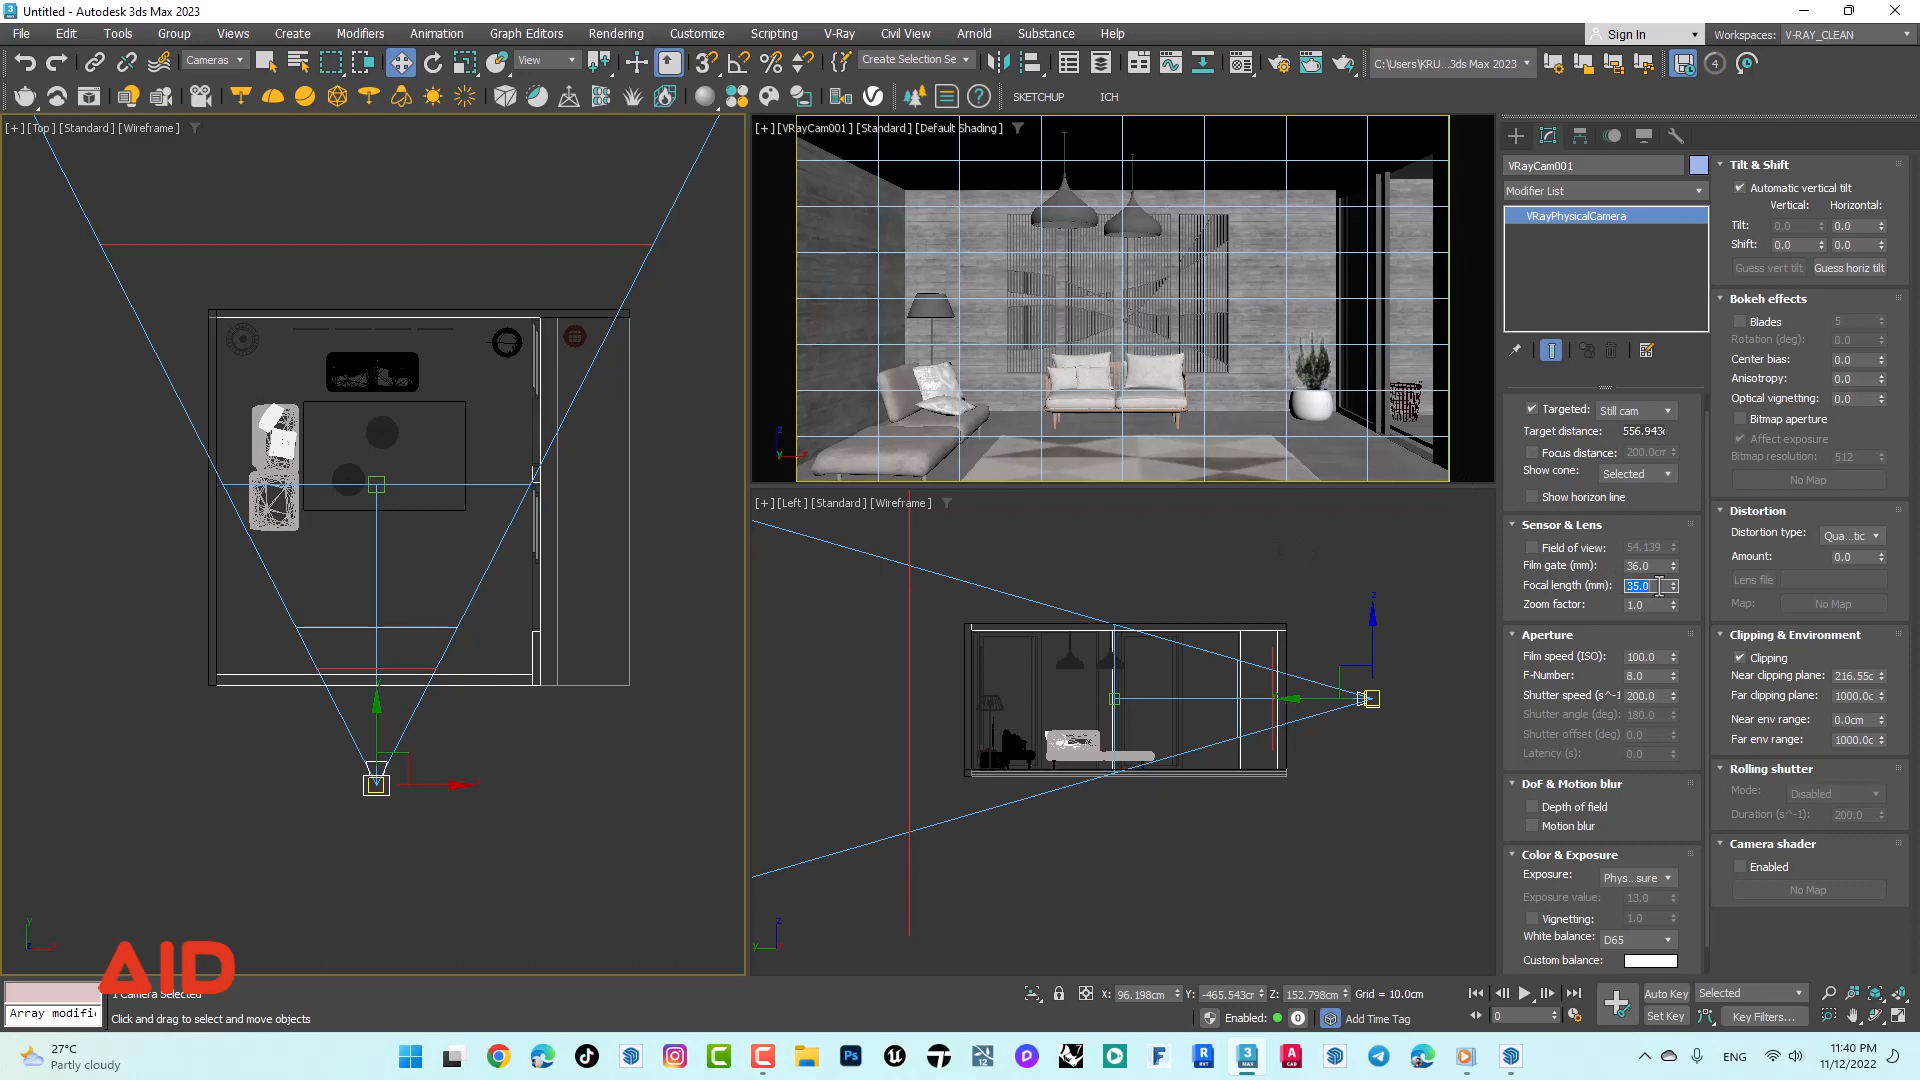 Untitled - Autodesk 3ds Max 2023
File Edit Tools Group Views Create Modifiers Animation Graph Editors Rendering Customize Scripting V-Ray Civil View Arnold Substance Help
Sign In Workspaces: V-RAY_CLEAN
Cameras View Create Selection Se C:\Users\KRU...3ds Max 2023 4
SKETCHUP ICH
[+] [Top] [Standard] [Wireframe]
[+] [VRayCam001] [Standard] [Default Shading]
[+] [Left] [Standard] [Wireframe]
VRayCam001
Modifier List
VRayPhysicalCamera
Targeted: Still cam
Target distance: 556.943c
Focus distance: 200.0cm
Show cone: Selected
Show horizon line
Sensor & Lens
Field of view: 54.139
Film gate (mm): 36.0
Focal length (mm): 35.0
Zoom factor: 1.0
Aperture
Film speed (ISO): 100.0
F-Number: 8.0
Shutter speed (s^-1 200.0
Shutter angle (deg): 180.0
Shutter offset (deg) 0.0
Latency (s): 0.0
DoF & Motion blur
Depth of field
Motion blur
Color & Exposure
Exposure: Phys...sure
Exposure value: 13.0
Vignetting: 1.0
White balance: D65
Custom balance:
Tilt & Shift
Automatic vertical tilt
Vertical: Horizontal:
Tilt: 0.0 0.0
Shift: 0.0 0.0
Guess vert tilt Guess horiz tilt
Bokeh effects
Blades 5
Rotation (deg): 0.0
Center bias: 0.0
Anisotropy: 0.0
Optical vignetting: 0.0
Bitmap aperture
Affect exposure
Bitmap resolution: 512
No Map
Distortion
Distortion type: Qua...tic
Amount: 0.0
Lens file
Map: No Map
Clipping & Environment
Clipping
Near clipping plane: 216.55c
Far clipping plane: 1000.0c
Near env range: 0.0cm
Far env range: 1000.0c
Rolling shutter
Mode: Disabled
Duration (s^-1): 200.0
Camera shader
Enabled
No Map
AID
1 Camera Selected
Array modifi
Click and drag to select and move objects
X: 96.198cm Y: -465.543cm Z: 152.798cm Grid = 10.0cm
Enabled: 0 Add Time Tag
0
Auto Key Selected
Set Key Key Filters...
27°C
Partly cloudy
ENG
11:40 PM
11/12/2022